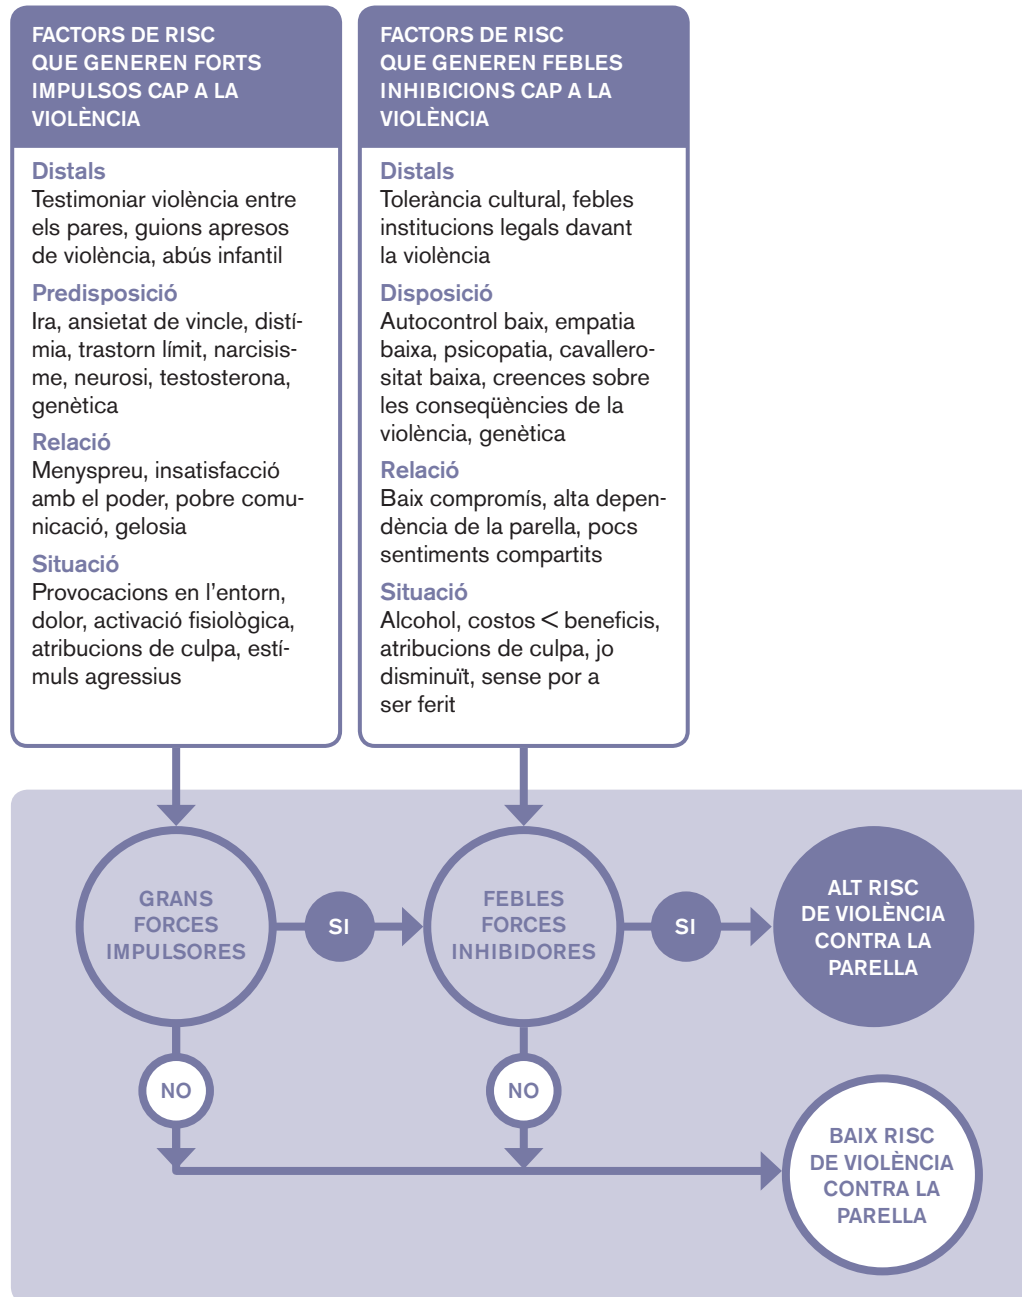 FACTORS DE RISC
QUE GENEREN FORTS
IMPULSOS CAP A LA
VIOLÈNCIA
Distals
Testimoniar violència entre
els pares, guions apresos
de violència, abús infantil
Predisposició
Ira, ansietat de vincle, distí-
mia, trastorn límit, narcisis-
me, neurosi, testosterona,
genètica
Relació
Menyspreu, insatisfacció
amb el poder, pobre comu-
nicació, gelosia
Situació
Provocacions en l'entorn,
dolor, activació fisiològica,
atribucions de culpa, estí-
muls agressius
FACTORS DE RISC
QUE GENEREN FEBLES
INHIBICIONS CAP A LA
VIOLÈNCIA
Distals
Tolerància cultural, febles
institucions legals davant
la violència
Disposició
Autocontrol baix, empatia
baixa, psicopatia, cavallero-
sitat baixa, creences sobre
les conseqüències de la
violència, genètica
Relació
Baix compromís, alta depen-
dència de la parella, pocs
sentiments compartits
Situació
Alcohol, costos < beneficis,
atribucions de culpa, jo
disminuït, sense por a
ser ferit
GRANS
FORCES
IMPULSORES
SI
FEBLES
FORCES
INHIBIDORES
SI
ALT RISC
DE VIOLÈNCIA
CONTRA LA
PARELLA
NO
NO
BAIX RISC
DE VIOLÈNCIA
CONTRA LA
PARELLA